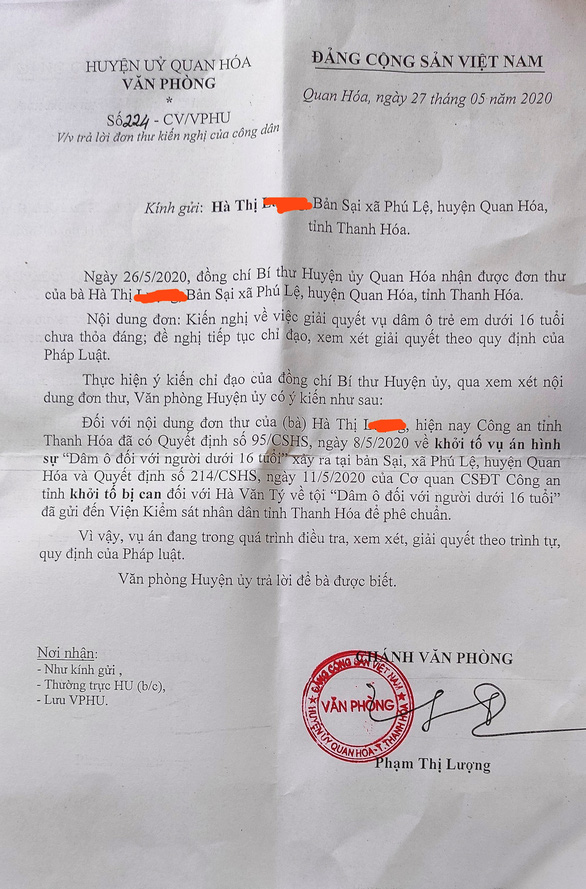 HUYỆN UỶ QUAN HÓA
VĂN PHÒNG
*
Số 224 - CV/VPHU
V/v trả lời đơn thư kiến nghị của công dân
ĐẢNG CỘNG SẢN VIỆT NAM
Quan Hóa, ngày 27 tháng 05 năm 2020
Kính gửi: Hà Thị Bản Sại xã Phú Lệ, huyện Quan Hóa,
tỉnh Thanh Hóa.
Ngày 26/5/2020, đồng chí Bí thư Huyện ủy Quan Hóa nhận được đơn thư
của bà Hà Thị Bản Sại xã Phú Lệ, huyện Quan Hóa, tỉnh Thanh Hóa.
Nội dung đơn: Kiến nghị về việc giải quyết vụ dâm ô trẻ em dưới 16 tuổi
chưa thỏa đáng; đề nghị tiếp tục chỉ đạo, xem xét giải quyết theo quy định của
Pháp Luật.
Thực hiện ý kiến chỉ đạo của đồng chí Bí thư Huyện ủy, qua xem xét nội
dung đơn thư, Văn phòng Huyện ủy có ý kiến như sau:
Đối với nội dung đơn thư của (bà) Hà Thị , hiện nay Công an tỉnh
Thanh Hóa đã có Quyết định số 95/CSHS, ngày 8/5/2020 về khởi tố vụ án hình
sự “Dâm ô đối với người dưới 16 tuổi” xảy ra tại bản Sại, xã Phú Lệ, huyện Quan
Hóa và Quyết định số 214/CSHS, ngày 11/5/2020 của Cơ quan CSĐT Công an
tỉnh khởi tố bị can đối với Hà Văn Tý về tội “Dâm ô đối với người dưới 16 tuổi”
đã gửi đến Viện Kiểm sát nhân dân tỉnh Thanh Hóa để phê chuẩn.
Vì vậy, vụ án đang trong quá trình điều tra, xem xét, giải quyết theo trình tự,
quy định của Pháp luật.
Văn phòng Huyện ủy trả lời để bà được biết.
Nơi nhận:
- Như kính gửi ,
- Thường trực HU (b/c),
- Lưu VPHU.
CHÁNH VĂN PHÒNG
ĐẢNG CỘNG SẢN VIỆT NAM
VĂN PHÒNG
HUYỆN UỶ QUAN HÓA-T.THANH HÓA
Phạm Thị Lượng